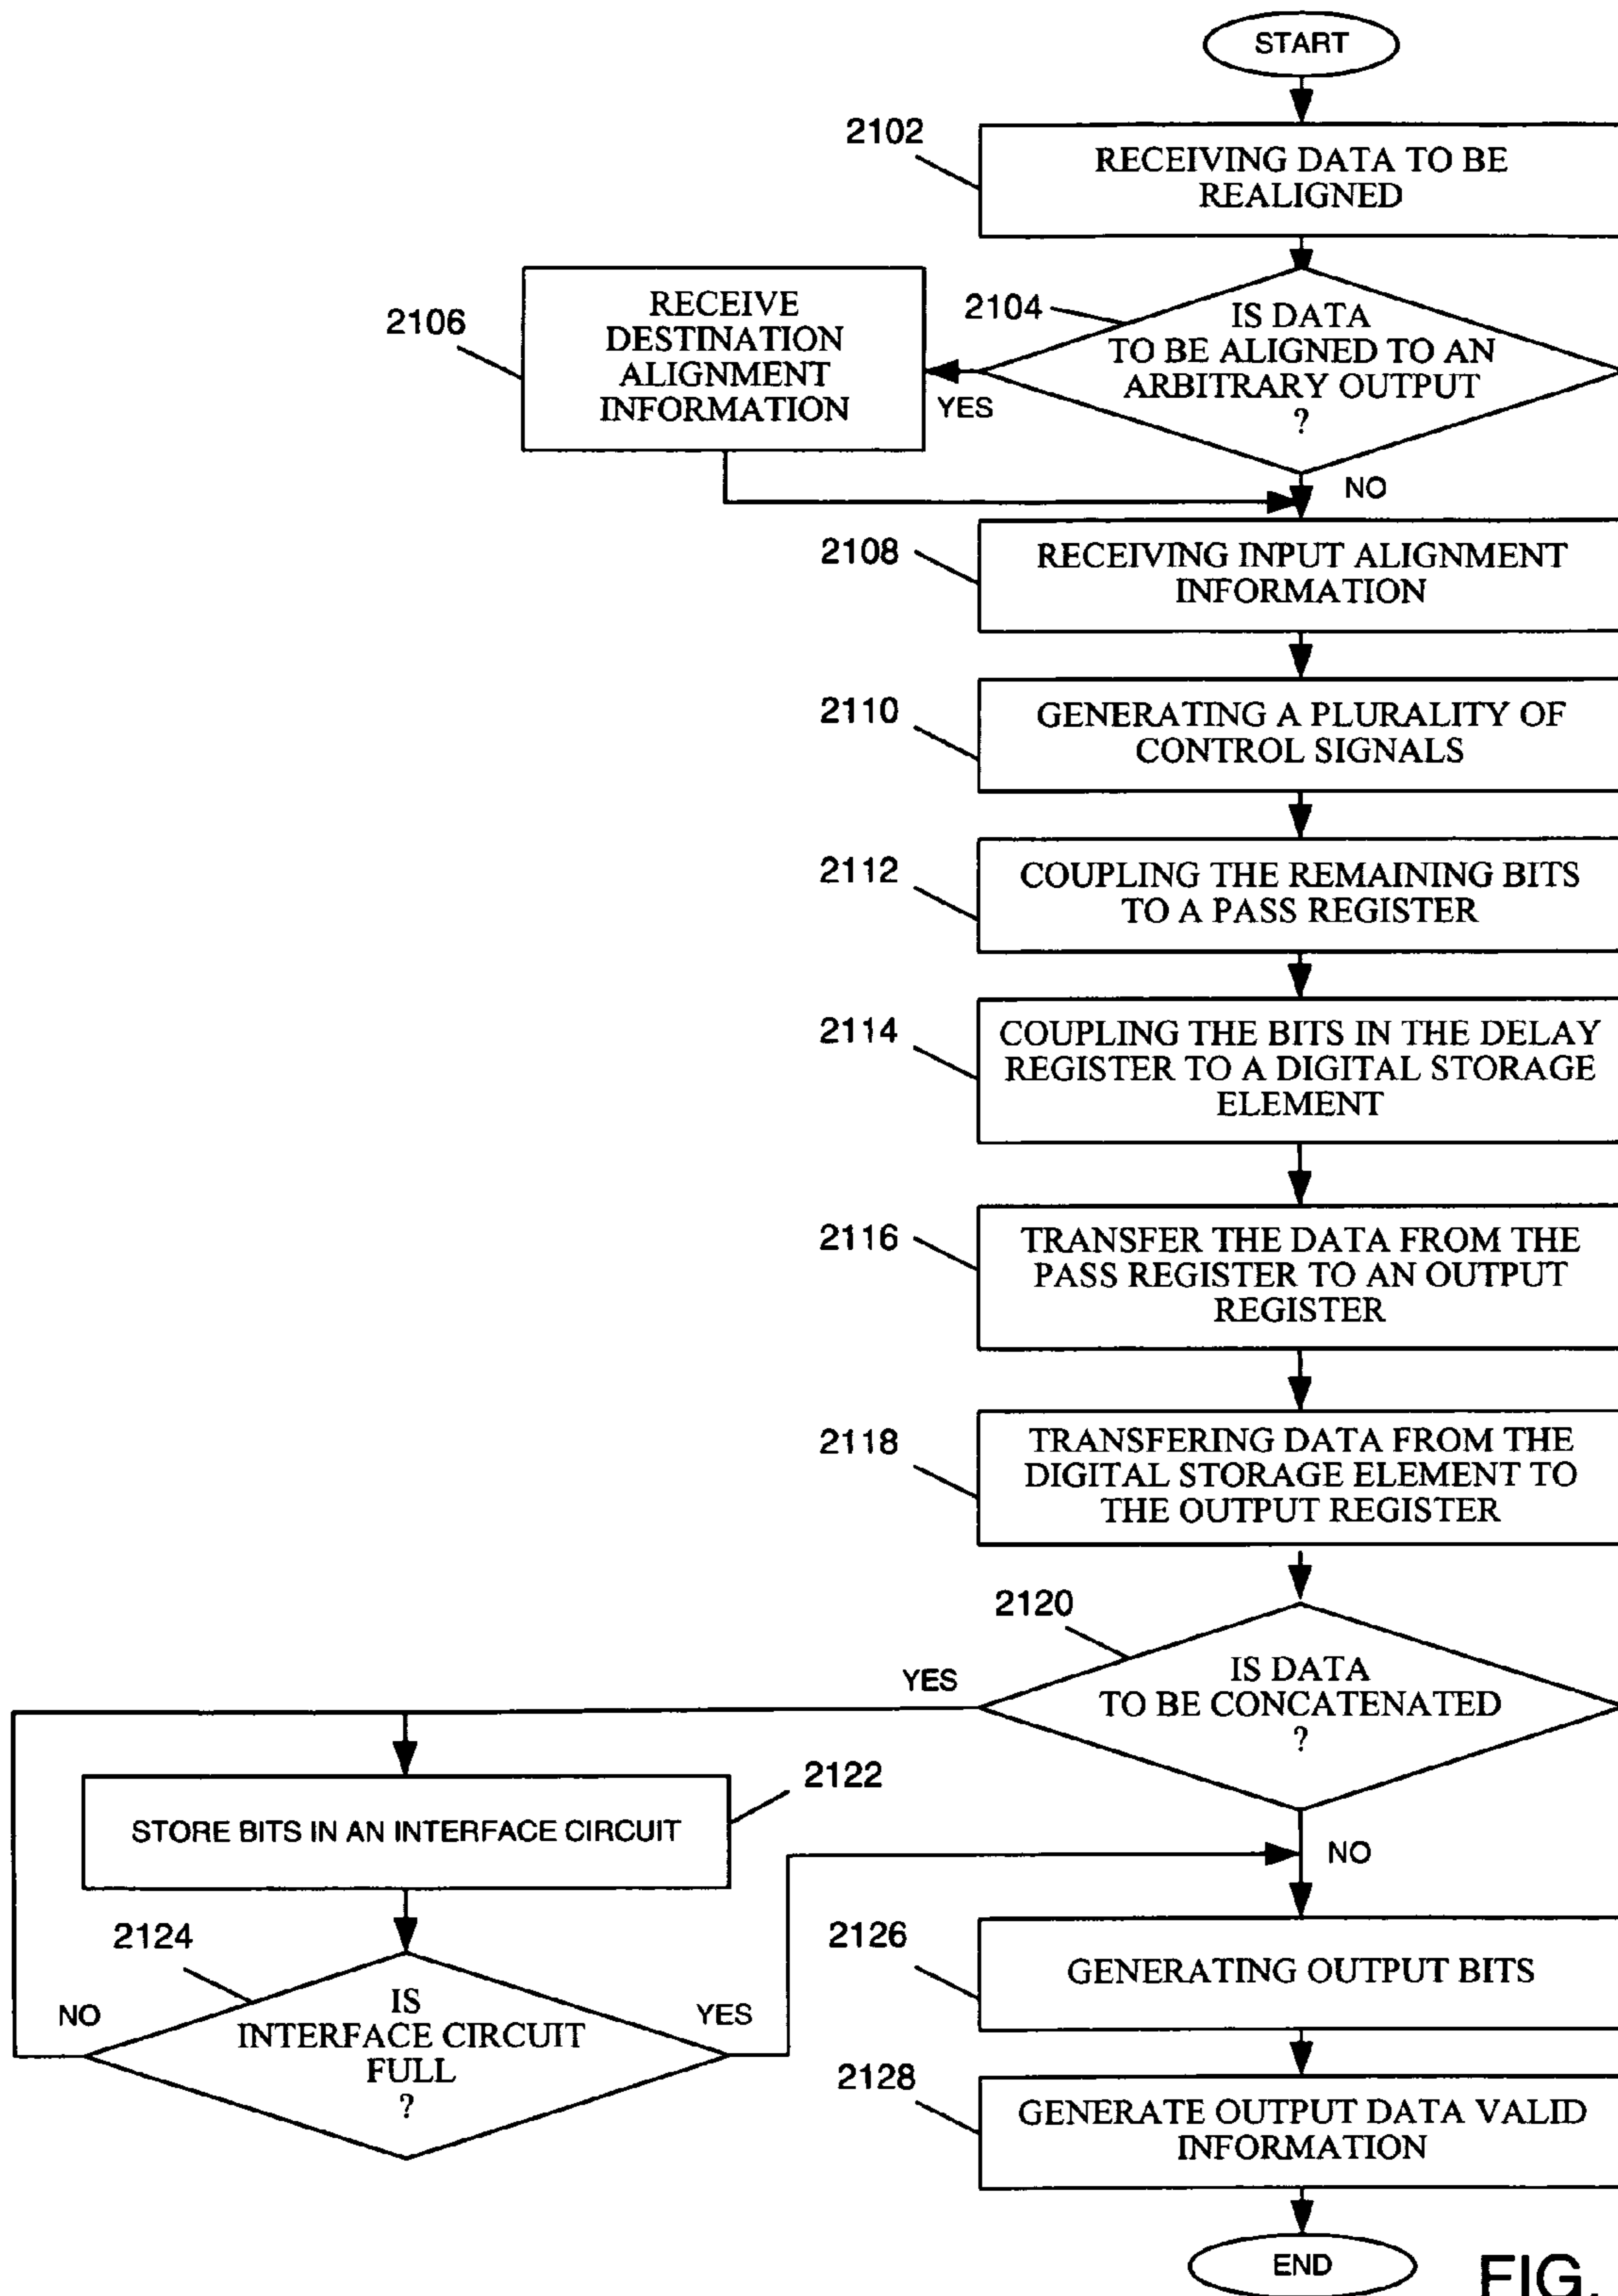 START
2102
RECEIVING DATA TO BE
REALIGNED
2104
IS DATA
TO BE ALIGNED TO AN
ARBITRARY OUTPUT
?
2106
RECEIVE
DESTINATION
ALIGNMENT
INFORMATION
YES
NO
2108
RECEIVING INPUT ALIGNMENT
INFORMATION
2110
GENERATING A PLURALITY OF
CONTROL SIGNALS
2112
COUPLING THE REMAINING BITS
TO A PASS REGISTER
2114
COUPLING THE BITS IN THE DELAY
REGISTER TO A DIGITAL STORAGE
ELEMENT
2116
TRANSFER THE DATA FROM THE
PASS REGISTER TO AN OUTPUT
REGISTER
2118
TRANSFERING DATA FROM THE
DIGITAL STORAGE ELEMENT TO
THE OUTPUT REGISTER
2120
IS DATA
TO BE CONCATENATED
?
YES
2122
STORE BITS IN AN INTERFACE CIRCUIT
NO
2124
IS
INTERFACE CIRCUIT
FULL
?
NO
YES
2126
GENERATING OUTPUT BITS
2128
GENERATE OUTPUT DATA VALID
INFORMATION
END
FIG.